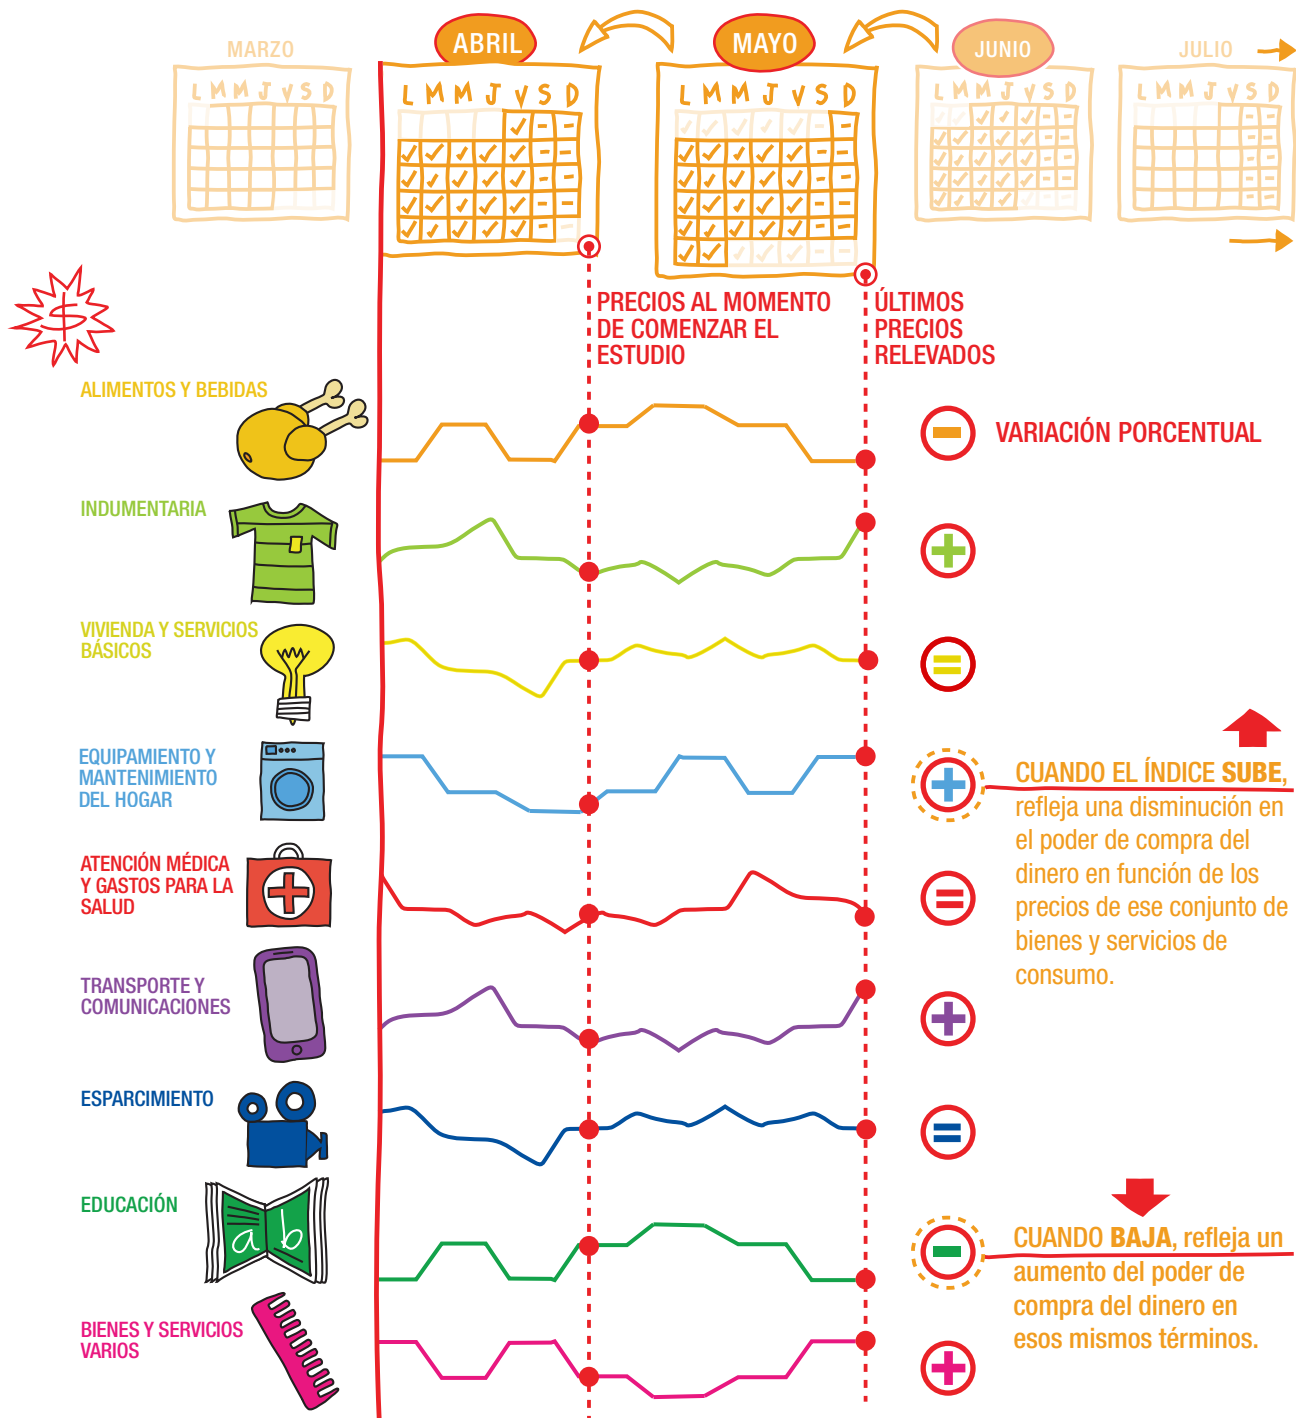 MARZO
ABRIL
MAYO
JUNIO
JULIO
L M M J V S D
L M M J V S D
L M M J V S D
L M M J V S D
L M M J V S D
$
PRECIOS AL MOMENTO
DE COMENZAR EL
ESTUDIO
ÚLTIMOS
PRECIOS
RELEVADOS
ALIMENTOS Y BEBIDAS
VARIACIÓN PORCENTUAL
INDUMENTARIA
VIVIENDA Y SERVICIOS
BÁSICOS
EQUIPAMIENTO Y
MANTENIMIENTO
DEL HOGAR
CUANDO EL ÍNDICE SUBE,
refleja una disminución en
el poder de compra del
dinero en función de los
precios de ese conjunto de
bienes y servicios de
consumo.
ATENCIÓN MÉDICA
Y GASTOS PARA LA
SALUD
TRANSPORTE Y
COMUNICACIONES
ESPARCIMIENTO
EDUCACIÓN
a b
CUANDO BAJA, refleja un
aumento del poder de
compra del dinero en
esos mismos términos.
BIENES Y SERVICIOS
VARIOS